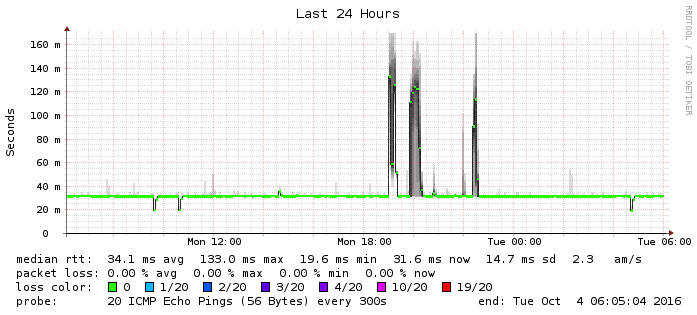 Last 24 Hours
RRDTOOL / TOBI OETIKER
Seconds
160 m
140 m
120 m
100 m
80 m
60 m
40 m
20 m
0
Mon 12:00 Mon 18:00 Tue 00:00 Tue 06:00
median rtt: 34.1 ms avg 133.0 ms max 19.6 ms min 31.6 ms now 14.7 ms sd 2.3 am/s
packet loss: 0.00 % avg 0.00 % max 0.00 % min 0.00 % now
loss color: 0 1/20 2/20 3/20 4/20 10/20 19/20
probe: 20 ICMP Echo Pings (56 Bytes) every 300s end: Tue Oct 4 06:05:04 2016